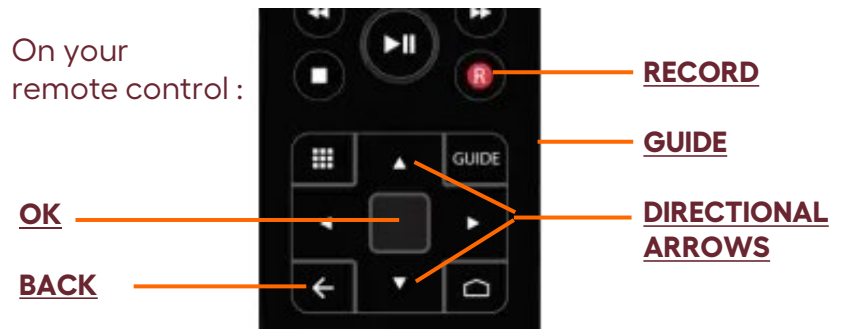 On your
remote control :
R
RECORD
GUIDE
GUIDE
OK
DIRECTIONAL
ARROWS
BACK